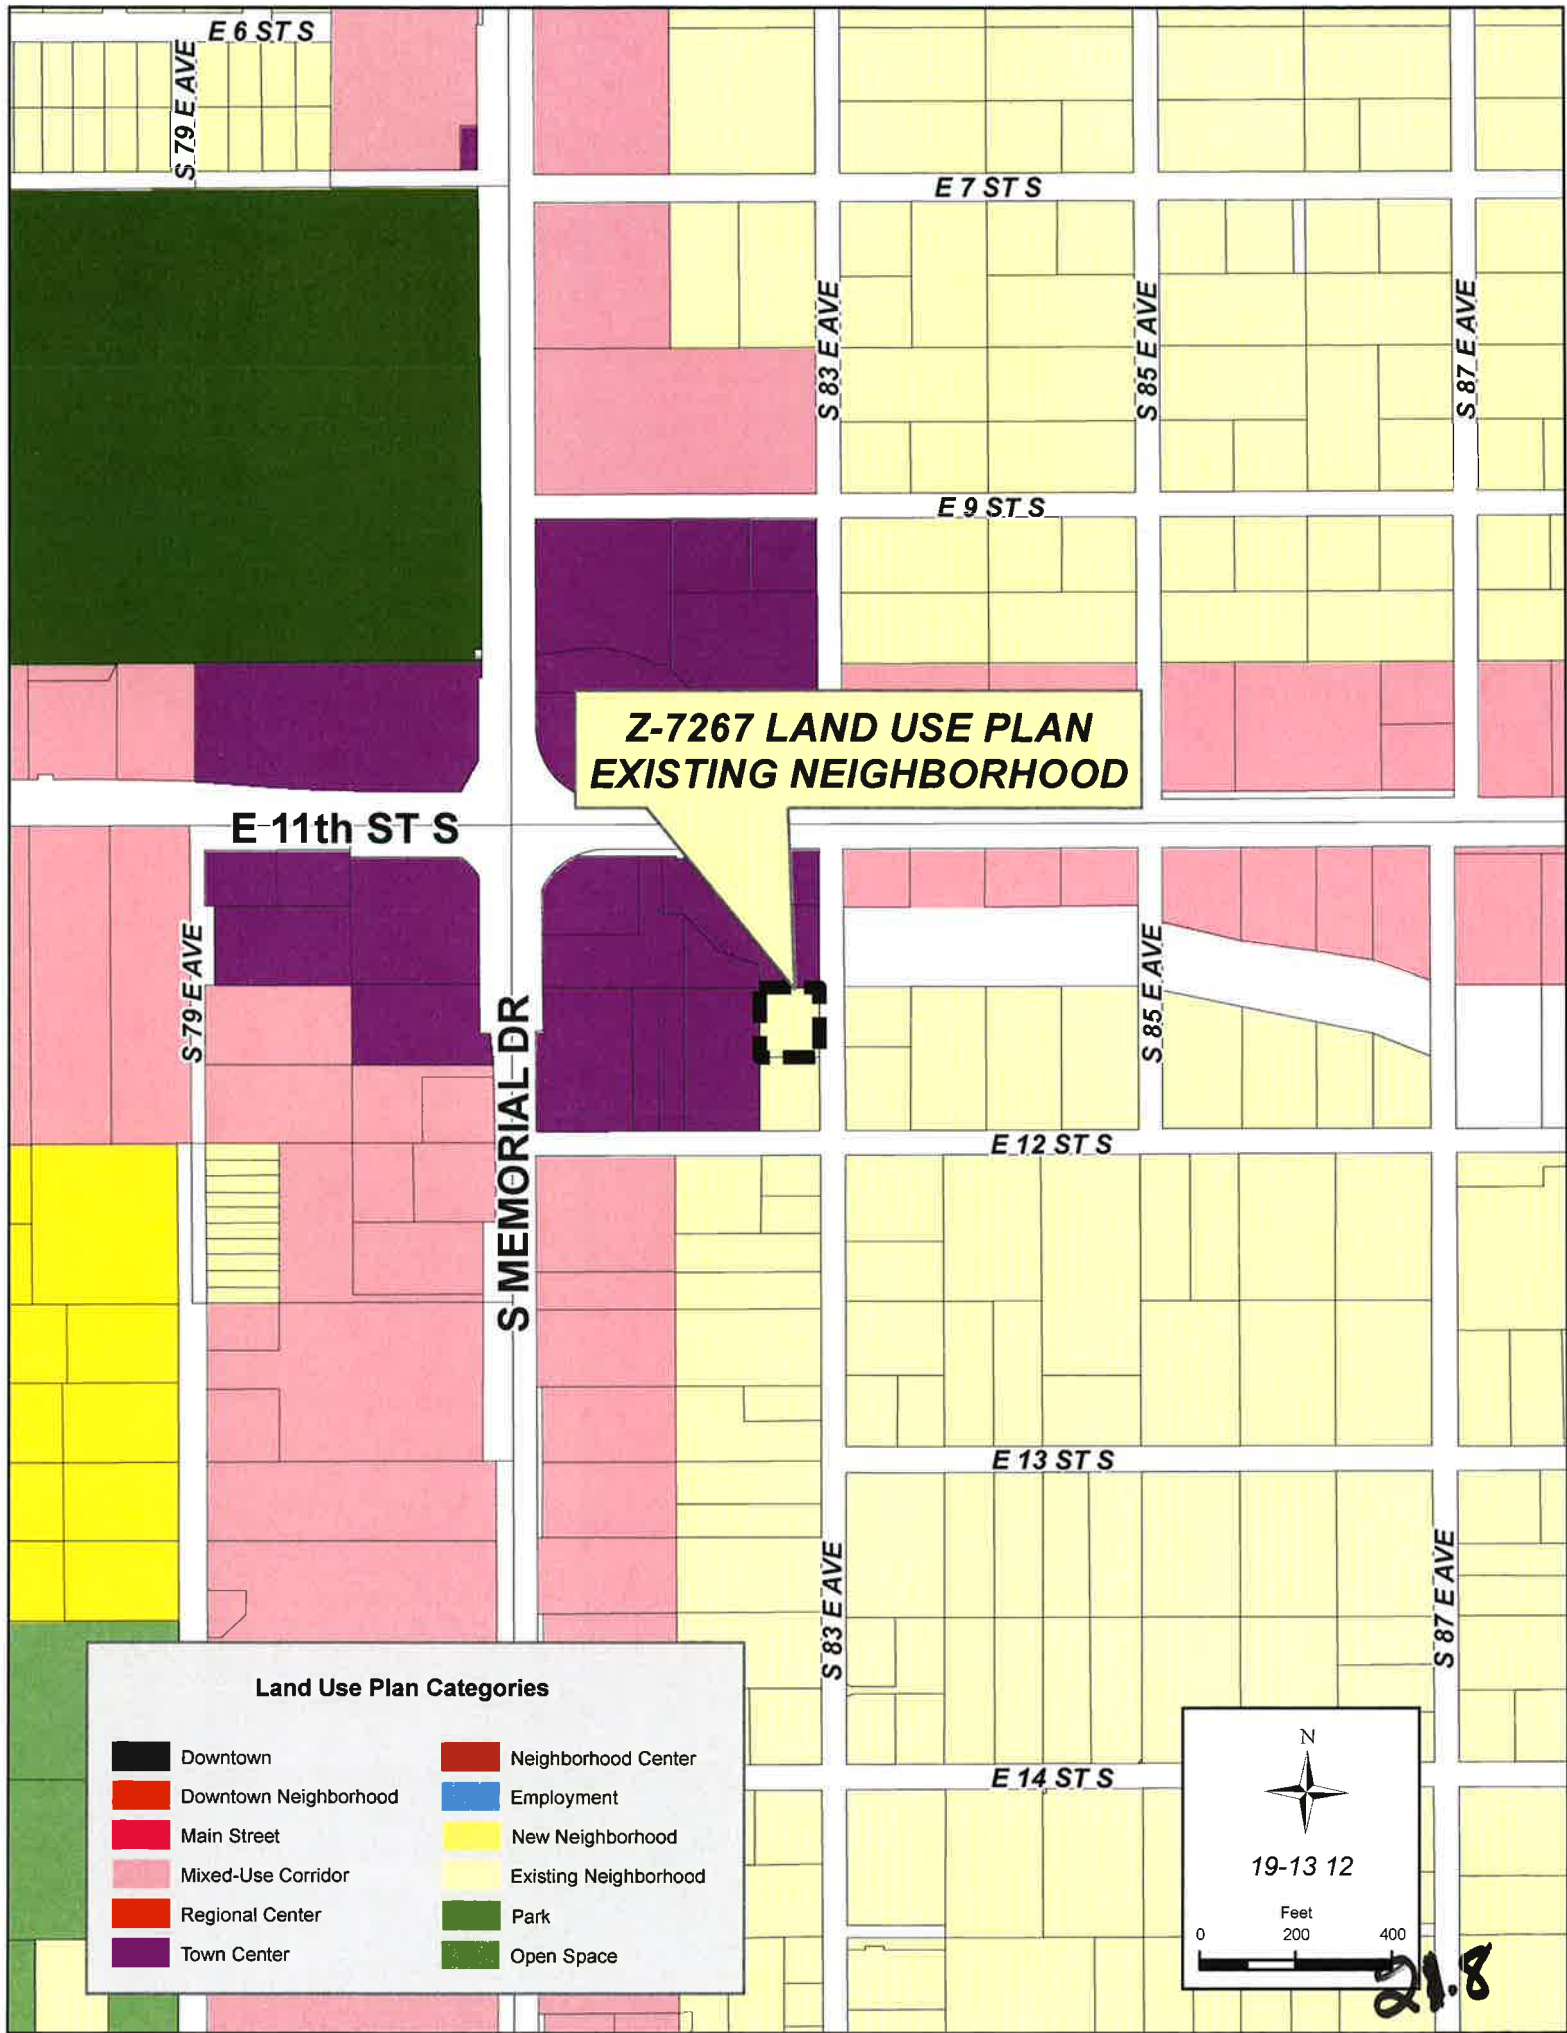 E 6 ST S
S 79 E AVE
E 7 ST S
S 83 E AVE
S 85 E AVE
S 87 E AVE
E 9 ST S
Z-7267 LAND USE PLAN
EXISTING NEIGHBORHOOD
E 11th ST S
S 79 E AVE
S MEMORIAL DR
S 85 E AVE
E 12 ST S
E 13 ST S
S 83 E AVE
S 87 E AVE
E 14 ST S
Land Use Plan Categories
Downtown
Downtown Neighborhood
Main Street
Mixed-Use Corridor
Regional Center
Town Center
Neighborhood Center
Employment
New Neighborhood
Existing Neighborhood
Park
Open Space
N
19-13 12
Feet
0 200 400
21.8